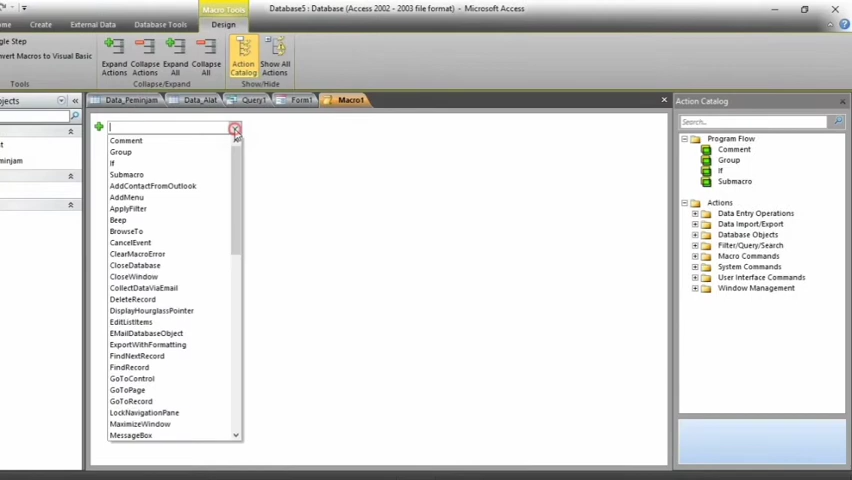 Macro Tools
Database5 : Database (Access 2002 - 2003 file format) - Microsoft Access
ome Create External Data Database Tools Design
gle Step
vert Macros to Visual Basic
Expand Actions
Collapse Actions
Expand All
Collapse All
Action Catalog
Show All Actions
Tools Collapse/Expand Show/Hide
Objects
Data_Peminjam Data_Alat Query1 Form1 Macro1
minjam
Comment
Group
If
Submacro
AddContactFromOutlook
AddMenu
ApplyFilter
Beep
BrowseTo
CancelEvent
ClearMacroError
CloseDatabase
CloseWindow
CollectDataViaEmail
DeleteRecord
DisplayHourglassPointer
EditListItems
EMailDatabaseObject
ExportWithFormatting
FindNextRecord
FindRecord
GoToControl
GoToPage
GoToRecord
LockNavigationPane
MaximizeWindow
MessageBox
Action Catalog
Search...
Program Flow
Comment
Group
If
Submacro
Actions
Data Entry Operations
Data Import/Export
Database Objects
Filter/Query/Search
Macro Commands
System Commands
User Interface Commands
Window Management